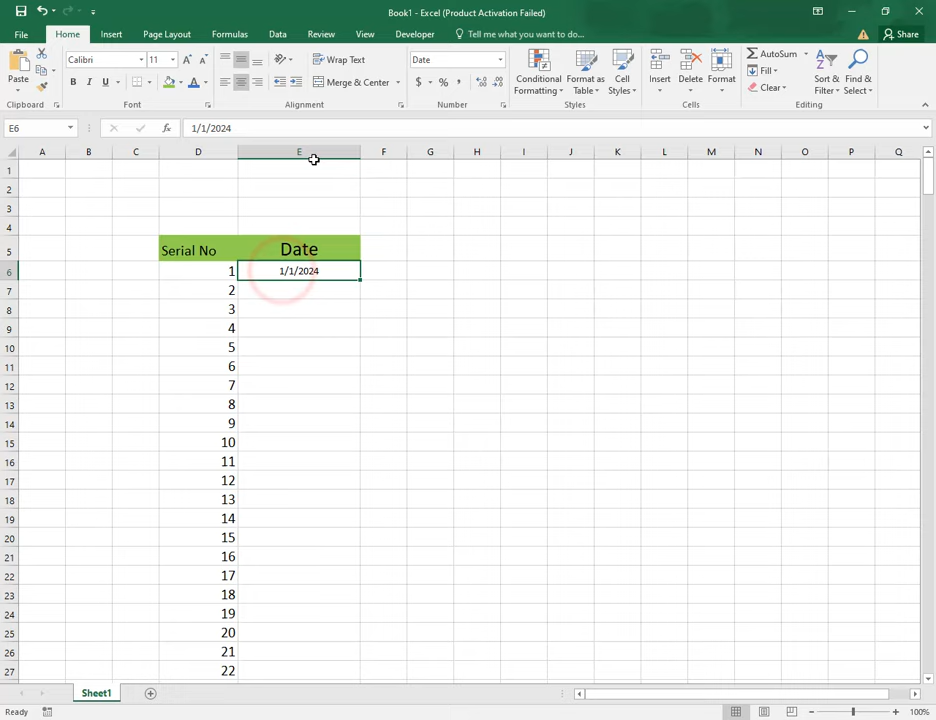 Book1 - Excel (Product Activation Failed)
File Home Insert Page Layout Formulas Data Review View Developer Tell me what you want to do... Share
Paste Calibri 11 A A Wrap Text Date Conditional Formatting Format as Table Cell Styles Insert Delete Format AutoSum Fill Clear Sort & Filter Find & Select
B I U A Merge & Center $ % ,
Clipboard Font Alignment Number Styles Cells Editing
E6 fx 1/1/2024
A B C D E F G H I J K L M N O P Q
1
2
3
4
5 Serial No Date
6 1 1/1/2024
7 2
8 3
9 4
10 5
11 6
12 7
13 8
14 9
15 10
16 11
17 12
18 13
19 14
20 15
21 16
22 17
23 18
24 19
25 20
26 21
27 22
Sheet1
Ready 100%